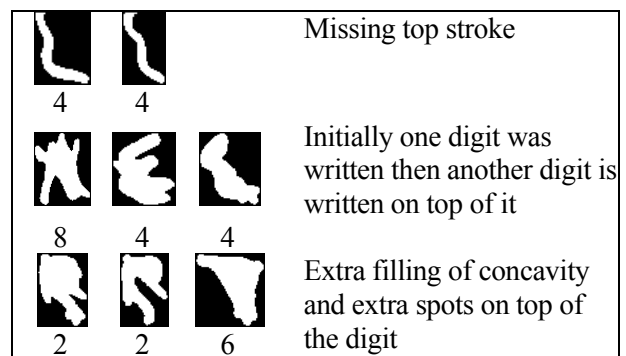 Missing top stroke
4 4
Initially one digit was
written then another digit is
written on top of it
8 4 4
Extra filling of concavity
and extra spots on top of
the digit
2 2 6